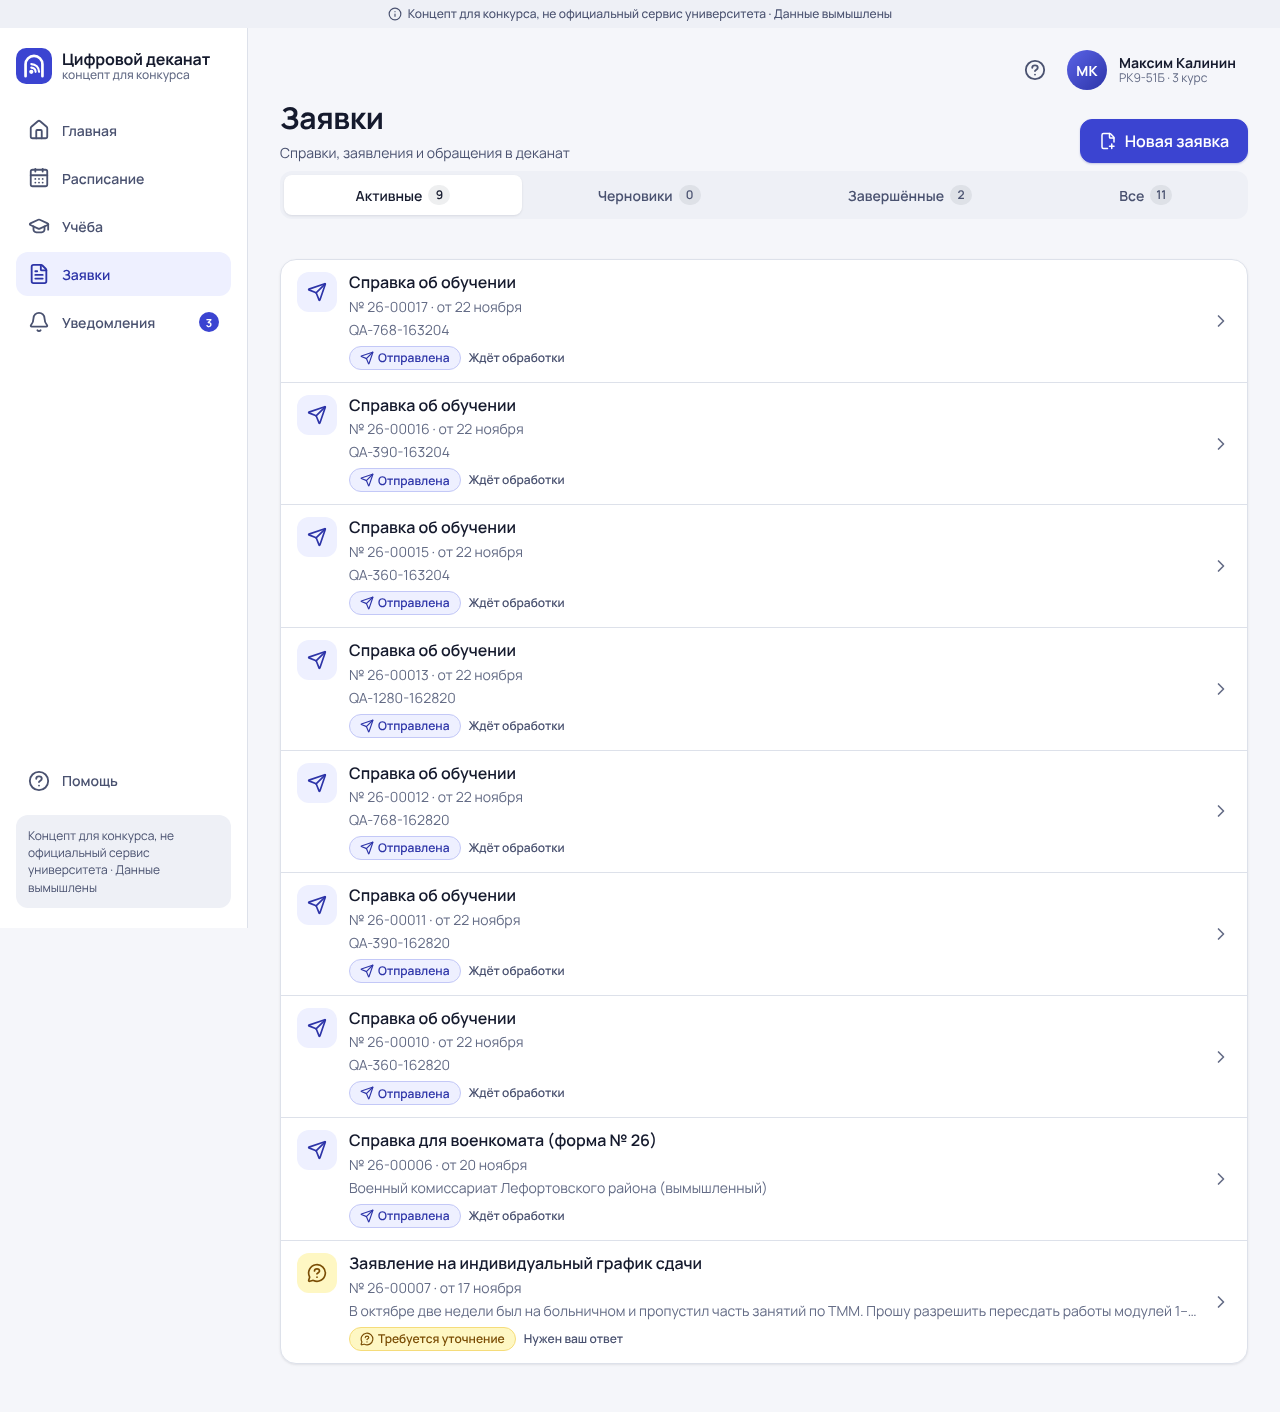 Концепт для конкурса, не официальный сервис университета · Данные вымышлены
Цифровой деканат
концепт для конкурса
Главная
Расписание
Учёба
Заявки
Уведомления 3
Помощь
Концепт для конкурса, не
официальный сервис
университета · Данные
вымышлены
МК
Максим Калинин
РК9-51Б · 3 курс
Заявки
Справки, заявления и обращения в деканат
Новая заявка
Активные 9
Черновики 0
Завершённые 2
Все 11
Справка об обучении
№ 26-00017 · от 22 ноября
QA-768-163204
Отправлена Ждёт обработки
Справка об обучении
№ 26-00016 · от 22 ноября
QA-390-163204
Отправлена Ждёт обработки
Справка об обучении
№ 26-00015 · от 22 ноября
QA-360-163204
Отправлена Ждёт обработки
Справка об обучении
№ 26-00013 · от 22 ноября
QA-1280-162820
Отправлена Ждёт обработки
Справка об обучении
№ 26-00012 · от 22 ноября
QA-768-162820
Отправлена Ждёт обработки
Справка об обучении
№ 26-00011 · от 22 ноября
QA-390-162820
Отправлена Ждёт обработки
Справка об обучении
№ 26-00010 · от 22 ноября
QA-360-162820
Отправлена Ждёт обработки
Справка для военкомата (форма № 26)
№ 26-00006 · от 20 ноября
Военный комиссариат Лефортовского района (вымышленный)
Отправлена Ждёт обработки
Заявление на индивидуальный график сдачи
№ 26-00007 · от 17 ноября
В октябре две недели был на больничном и пропустил часть занятий по ТММ. Прошу разрешить пересдать работы модулей 1–…
Требуется уточнение Нужен ваш ответ